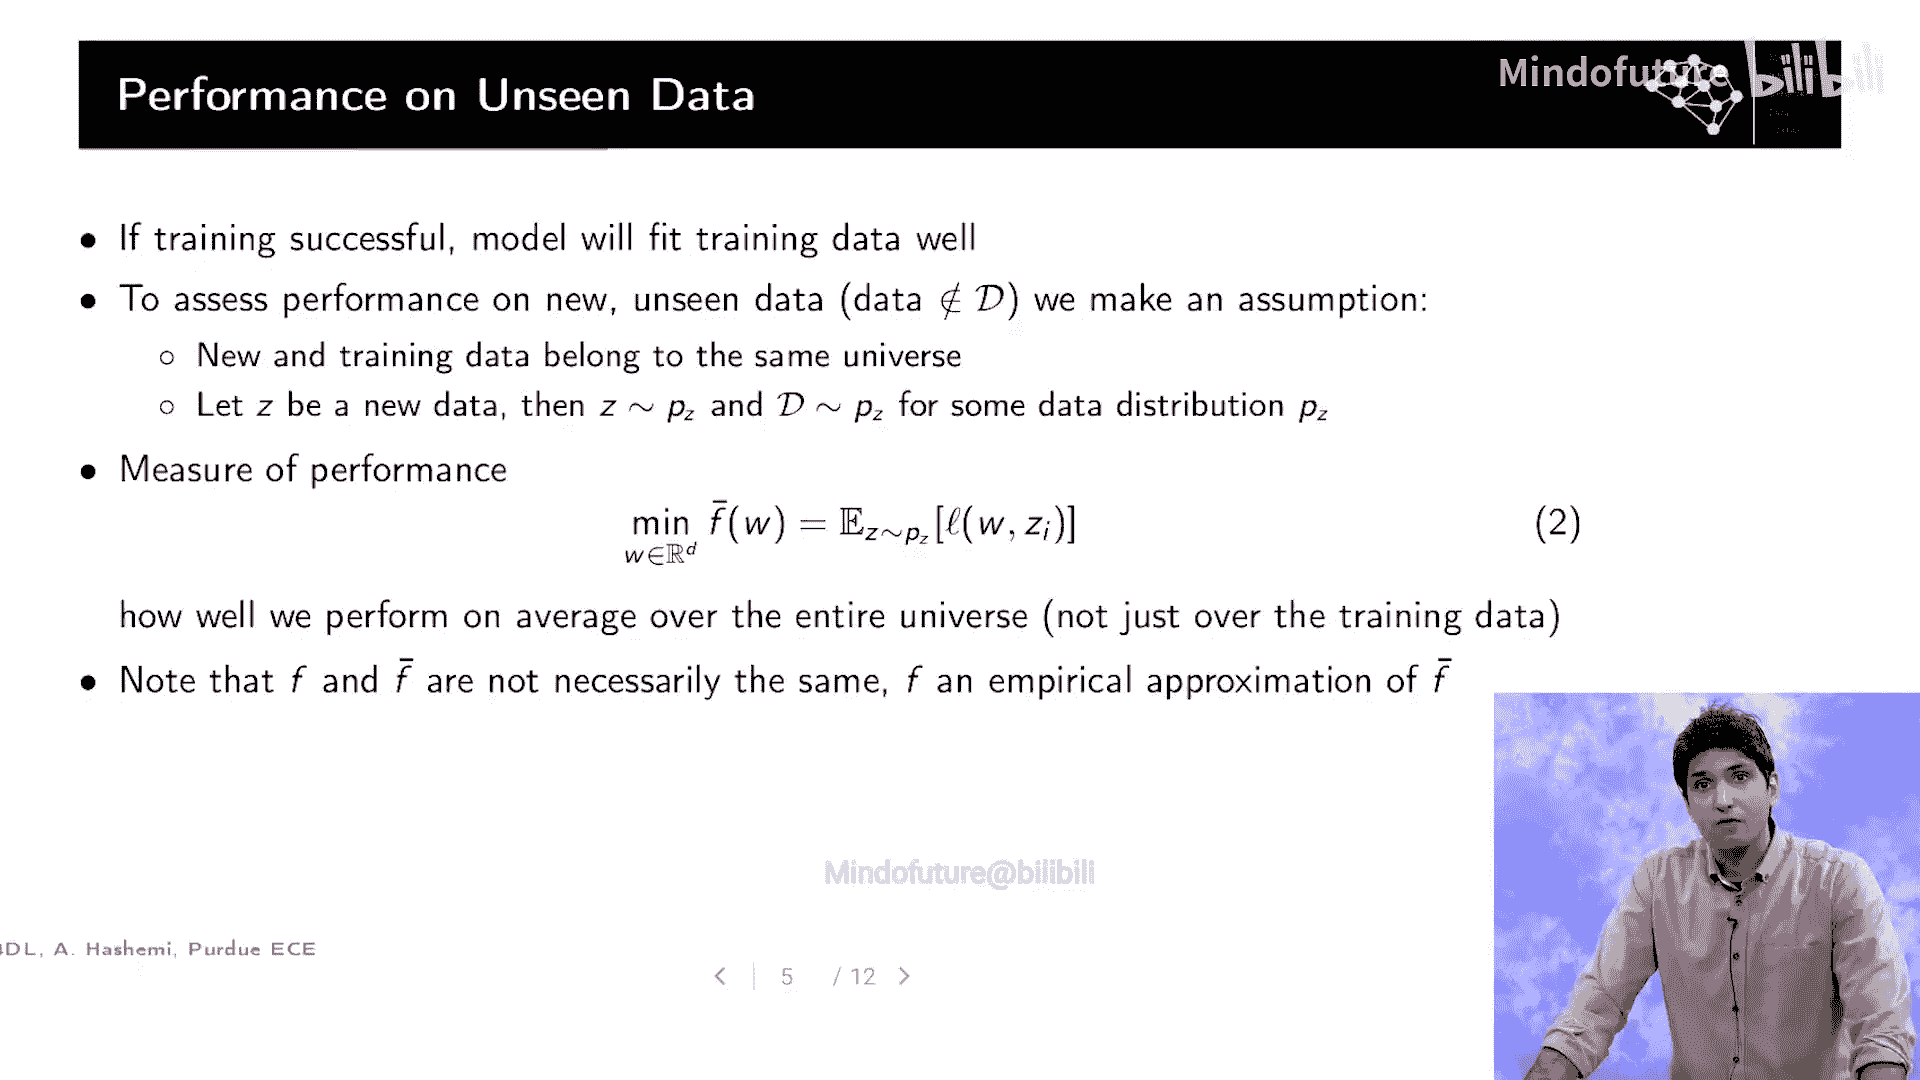 Performance on Unseen Data
Mindofuture
bilibili
• If training successful, model will fit training data well
• To assess performance on new, unseen data (data ∉ 𝒟) we make an assumption:
◦ New and training data belong to the same universe
◦ Let z be a new data, then z ∼ p_z and 𝒟 ∼ p_z for some data distribution p_z
• Measure of performance
min_{w∈ℝ^d} f̄(w) = 𝔼_{z∼p_z}[ℓ(w, z_i)] (2)
how well we perform on average over the entire universe (not just over the training data)
• Note that f and f̄ are not necessarily the same, f an empirical approximation of f̄
Mindofuture@bilibili
DL, A. Hashemi, Purdue ECE
5 / 12